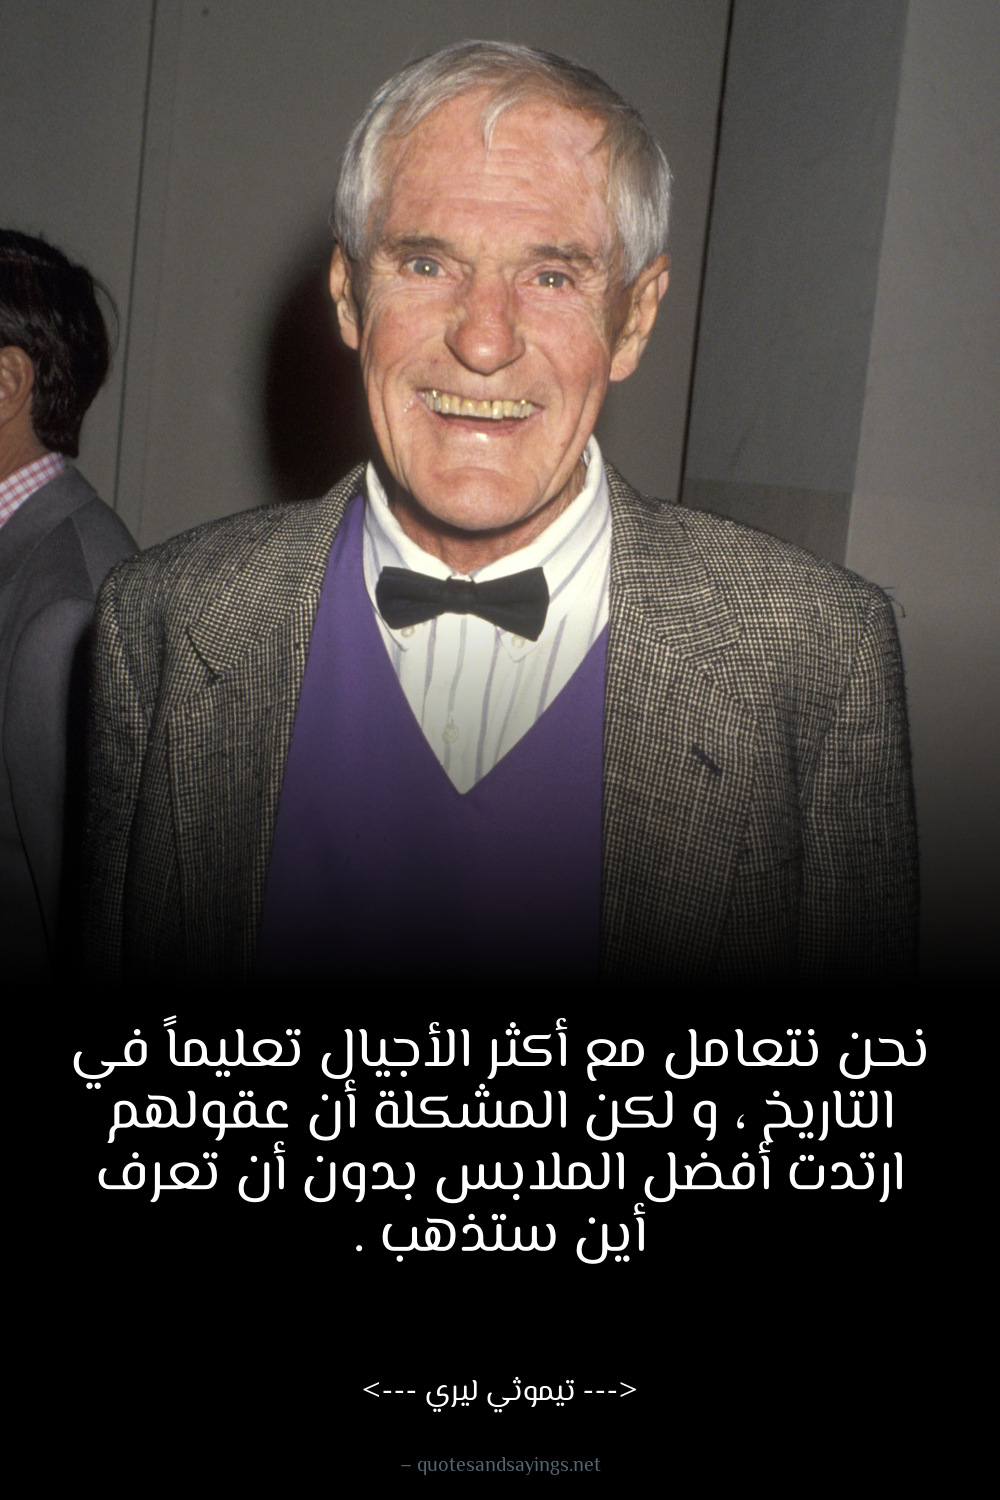 نحن نتعامل مع أكثر الأجيال تعليماً في
التاريخ ، و لكن المشكلة أن عقولهم
ارتدت أفضل الملابس بدون أن تعرف
أين ستذهب .
<--- تيموثي ليري --->
– quotesandsayings.net